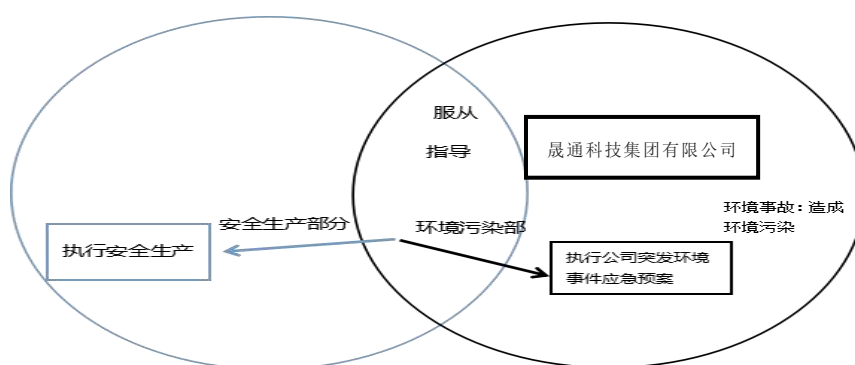 服从
指导
晟通科技集团有限公司
环境事故：造成
环境污染
安全生产部分
环境污染部
执行安全生产
执行公司突发环境
事件应急预案